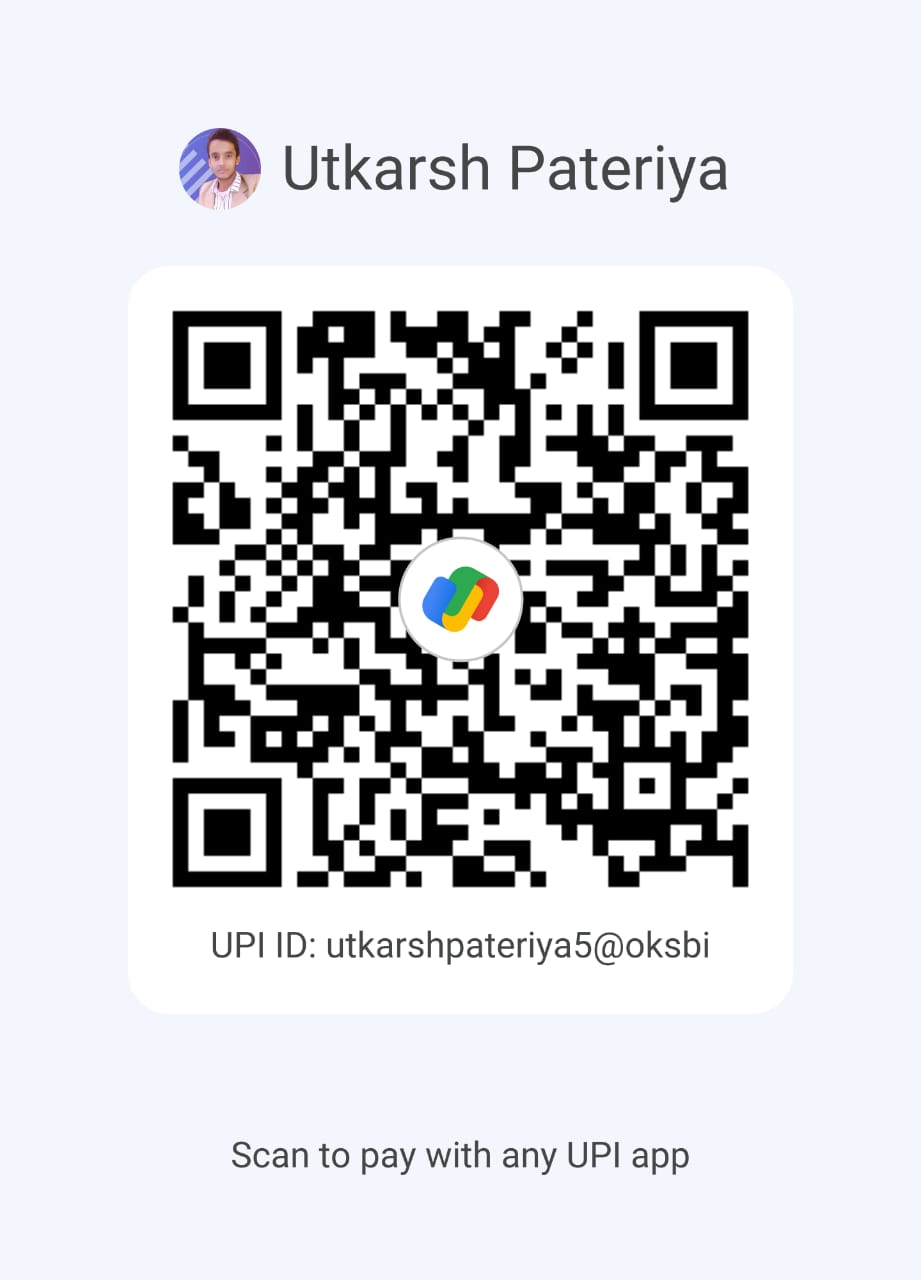 Utkarsh Pateriya
UPI ID: utkarshpateriya5@oksbi
Scan to pay with any UPI app